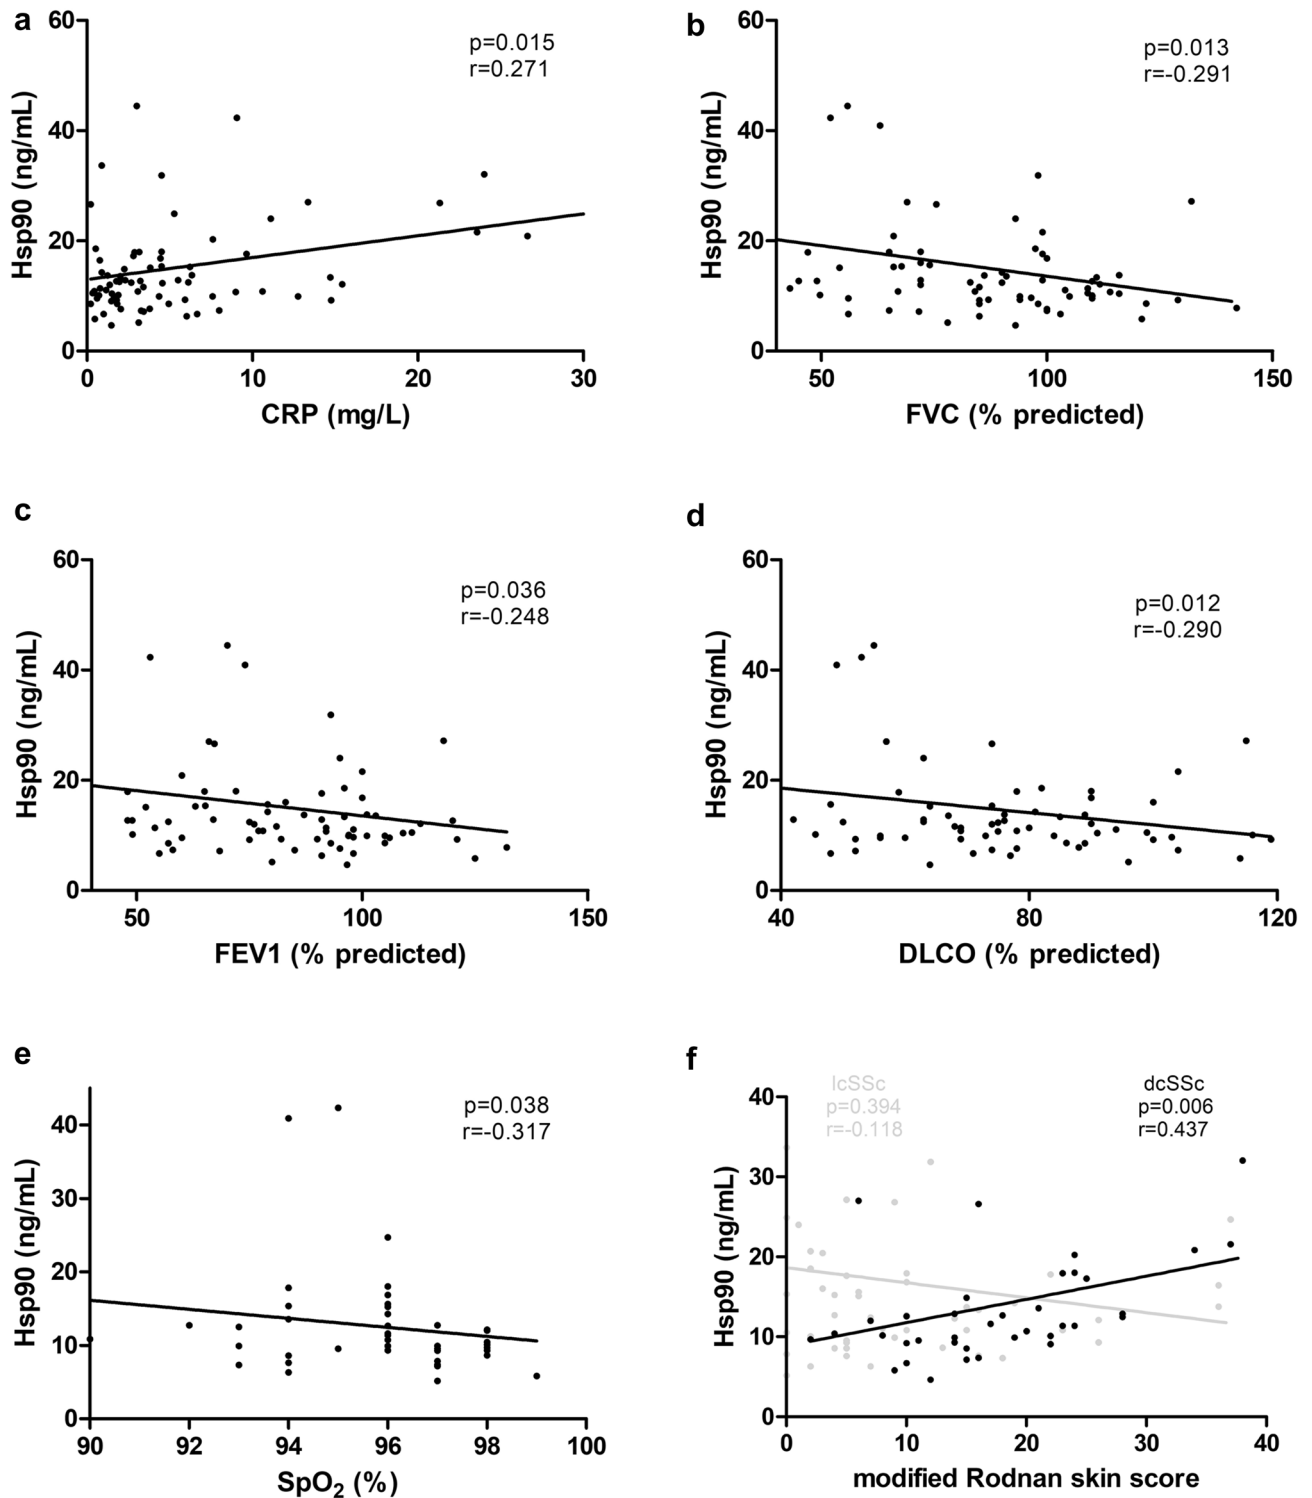 a
p=0.015
r=0.271
Hsp90 (ng/mL)
60
40
20
0
0 10 20 30
CRP (mg/L)
b
p=0.013
r=-0.291
Hsp90 (ng/mL)
60
40
20
0
50 100 150
FVC (% predicted)
c
p=0.036
r=-0.248
Hsp90 (ng/mL)
60
40
20
0
50 100 150
FEV1 (% predicted)
d
p=0.012
r=-0.290
Hsp90 (ng/mL)
60
40
20
0
40 80 120
DLCO (% predicted)
e
p=0.038
r=-0.317
Hsp90 (ng/mL)
40
30
20
10
0
90 92 94 96 98 100
SpO₂ (%)
f
lcSSc
p=0.394
r=-0.118
dcSSc
p=0.006
r=0.437
Hsp90 (ng/mL)
40
30
20
10
0
0 10 20 30 40
modified Rodnan skin score